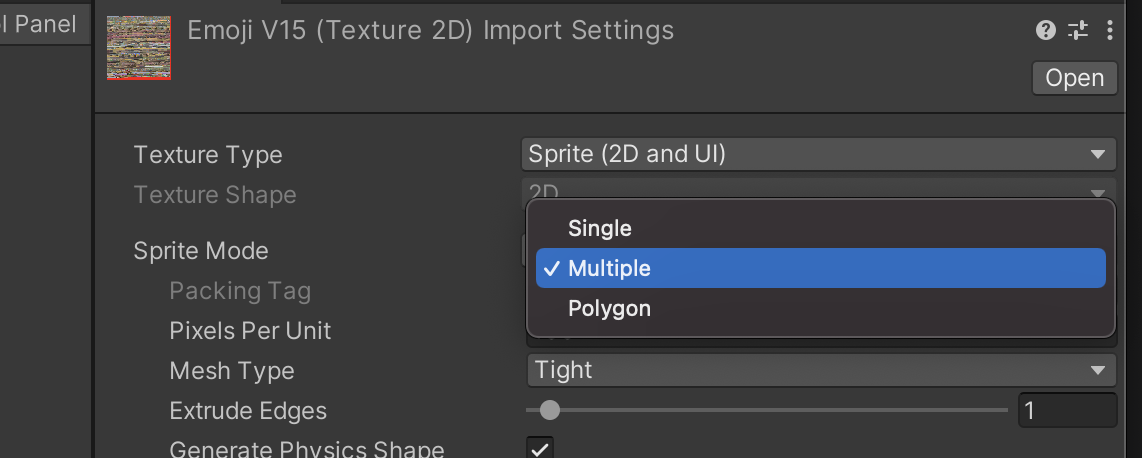 l Panel
Emoji V15 (Texture 2D) Import Settings
Open
Texture Type
Sprite (2D and UI)
Texture Shape
2D
Single
Sprite Mode
Multiple
Packing Tag
Polygon
Pixels Per Unit
Mesh Type
Tight
Extrude Edges
1
Generate Physics Shape